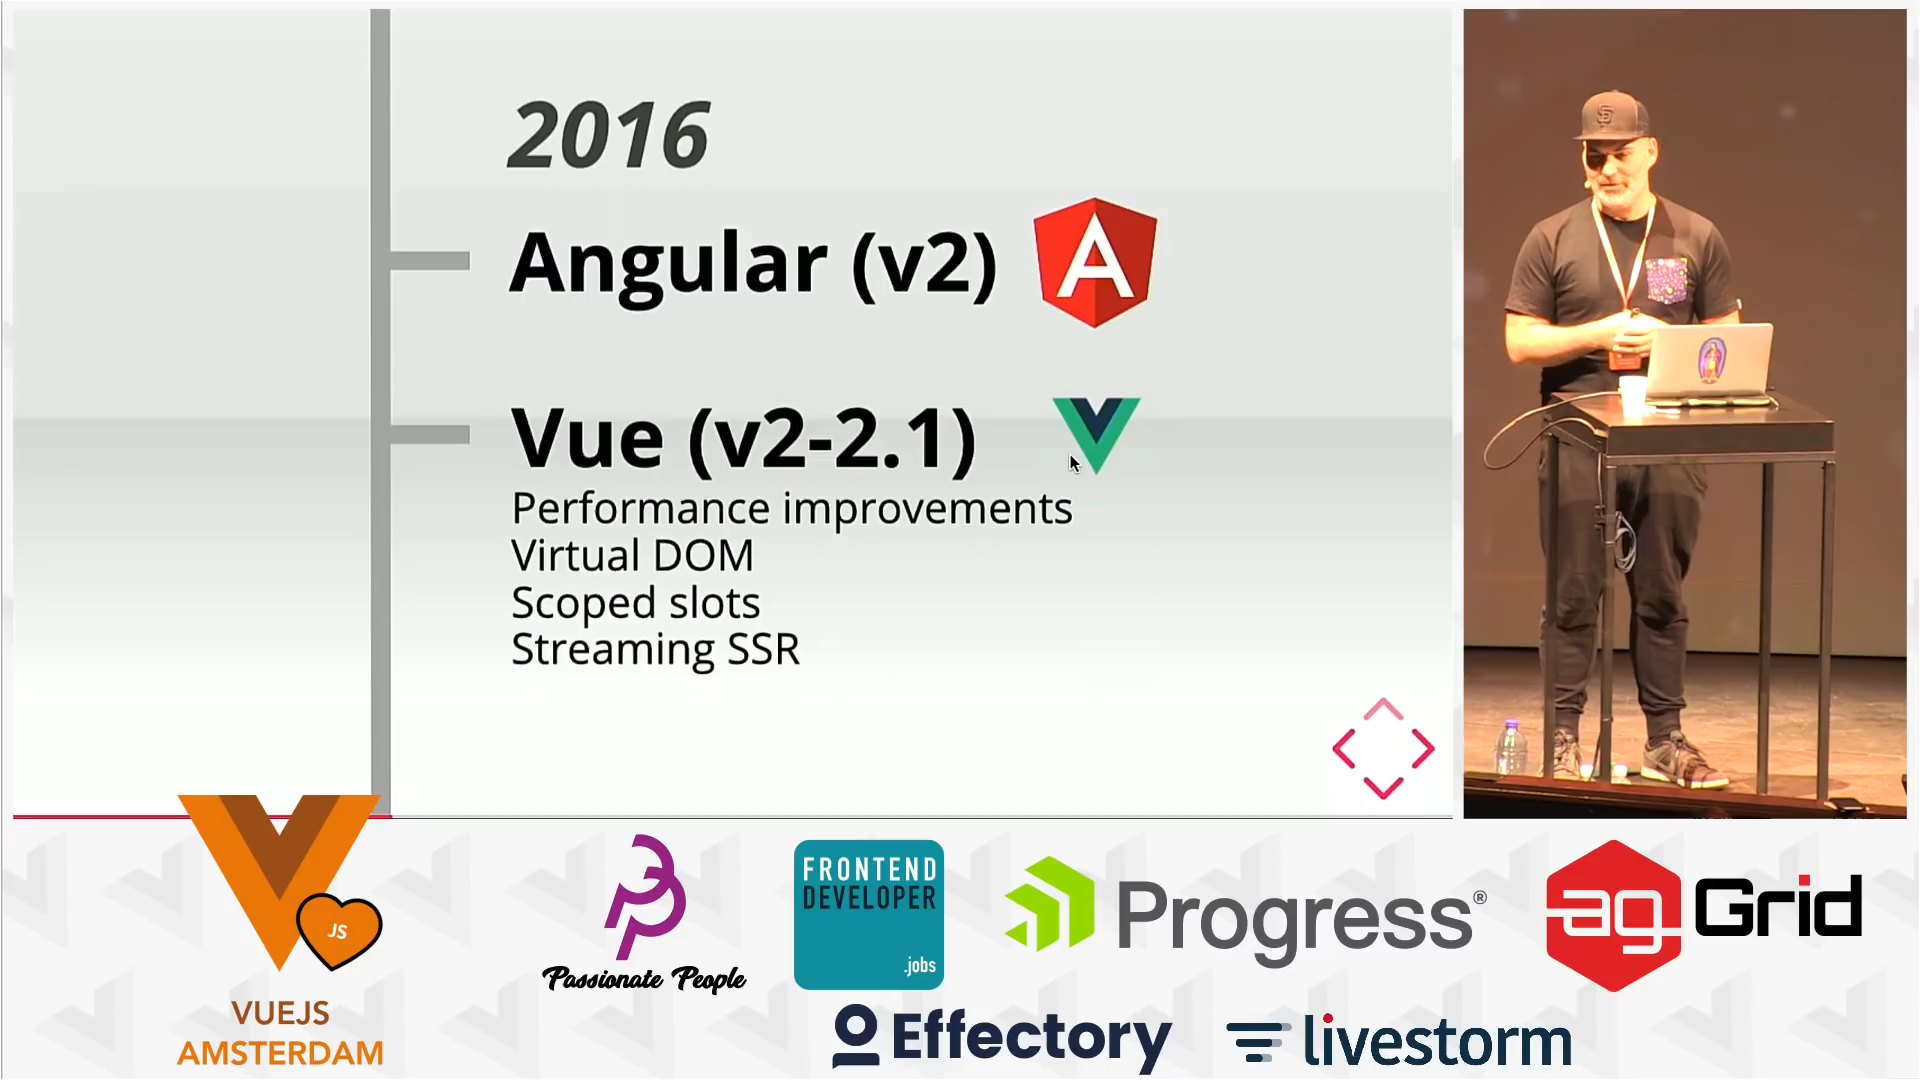 2016
Angular (v2)
A
Vue (v2-2.1)
Performance improvements
Virtual DOM
Scoped slots
Streaming SSR
SF
JS
VUEJS
AMSTERDAM
Passionate People
FRONTEND
DEVELOPER
.jobs
Progress®
ag Grid
Effectory
livestorm